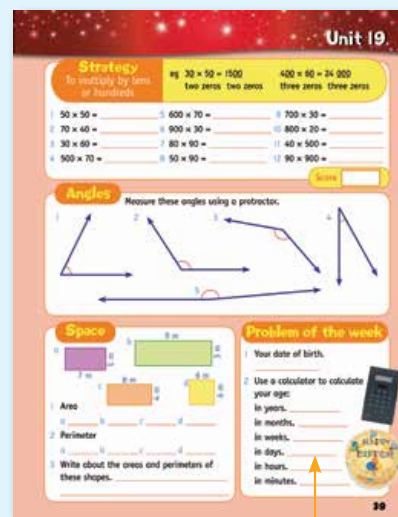 Unit 19
Strategy
To multiply by tens
or hundreds
eg 30 × 50 = 1500
two zeros two zeros
400 × 60 = 24 000
three zeros three zeros
1 50 × 50 =
2 70 × 40 =
3 30 × 60 =
4 500 × 70 =
5 600 × 70 =
6 900 × 30 =
7 80 × 90 =
8 50 × 90 =
9 700 × 30 =
10 800 × 20 =
11 40 × 500 =
12 90 × 900 =
Score
Angles
Measure these angles using a protractor.
1
2
3
4
5
Space
a
b
9 m
7 m
c
8 m
6 m
1 Area
a b c d
2 Perimeter
a b c d
3 Write about the areas and perimeters of
these shapes.
Problem of the week
1 Your date of birth.
2 Use a calculator to calculate
your age:
in years.
in months.
in weeks.
in days.
in hours.
in minutes.
HAPPY
BIRTHDAY
39